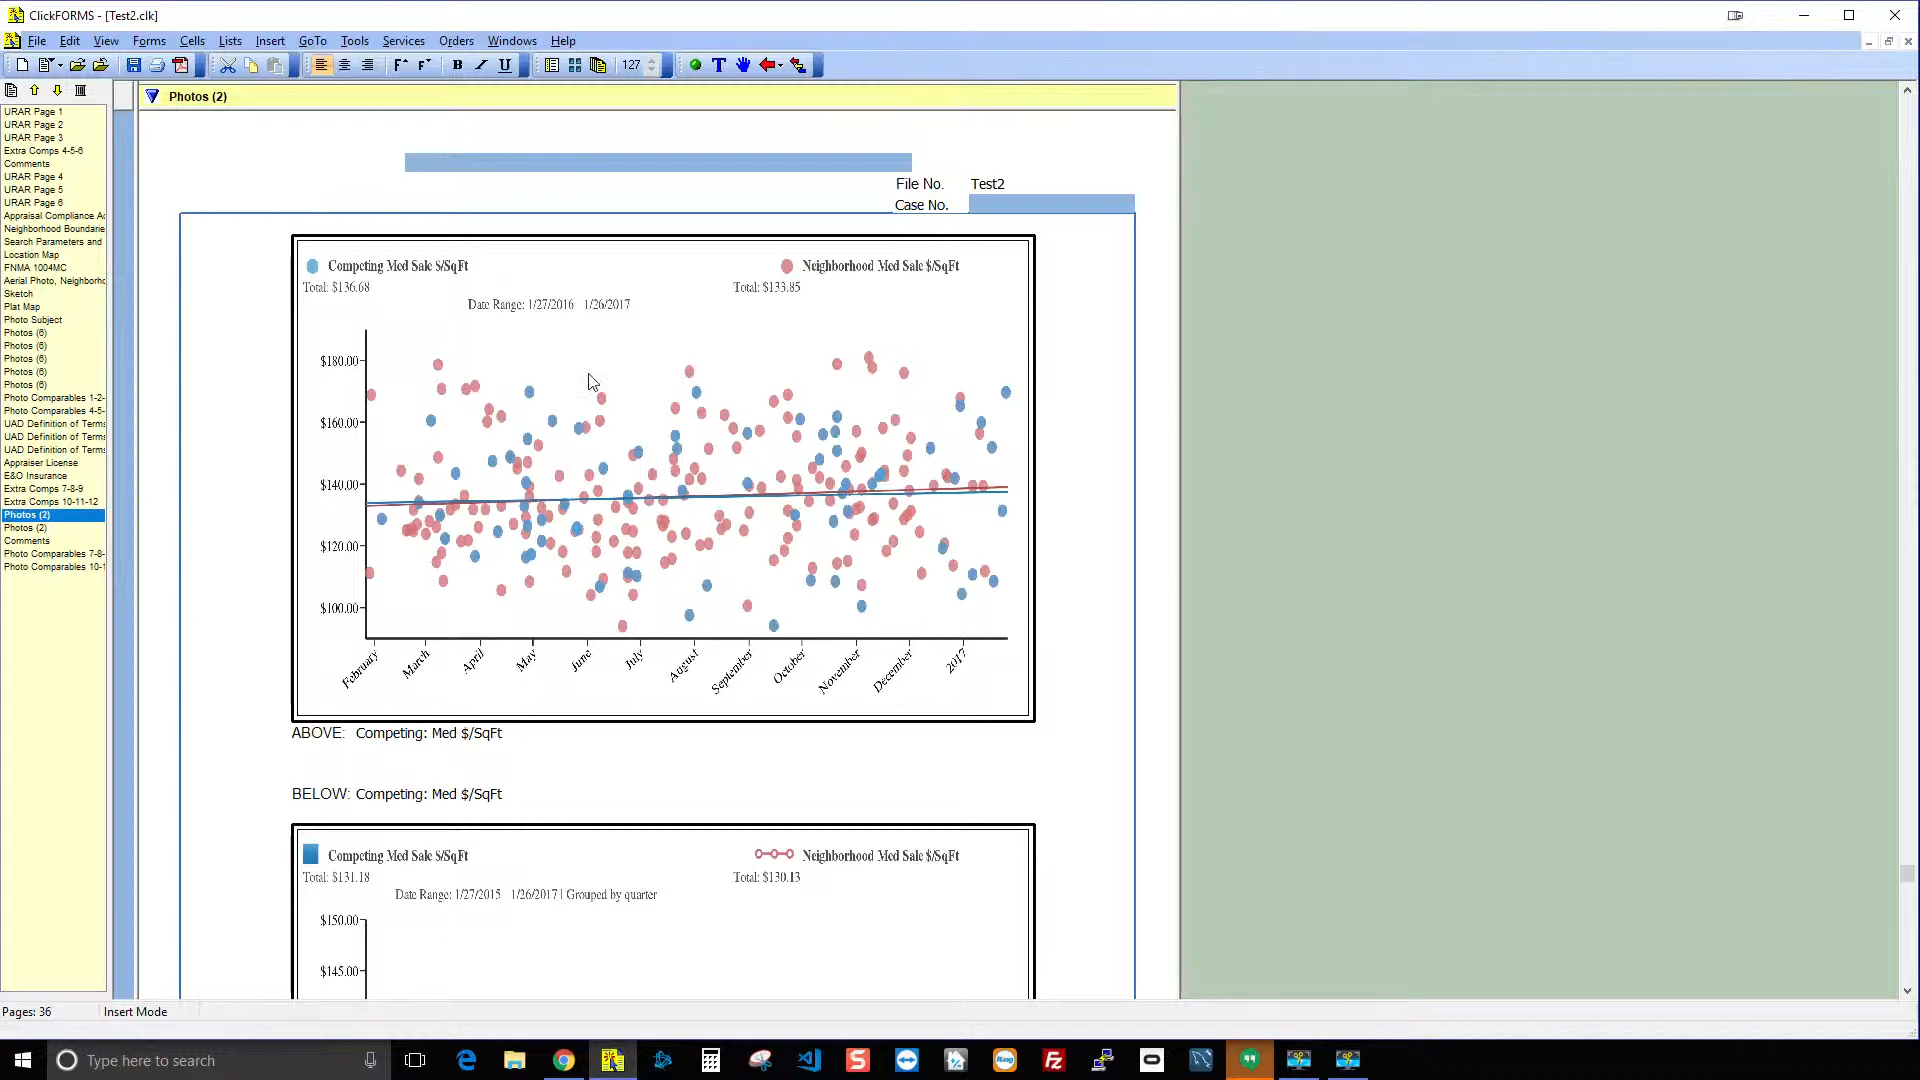 ClickFORMS - [Test2.clk]
File Edit View Forms Cells Lists Insert GoTo Tools Services Orders Windows Help
B I U 127 T
URAR Page 1
URAR Page 2
URAR Page 3
Extra Comps 4-5-6
Comments
URAR Page 4
URAR Page 5
URAR Page 6
Appraisal Compliance Ad
Neighborhood Boundarie
Search Parameters and
Location Map
FNMA 1004MC
Aerial Photo, Neighborho
Sketch
Plat Map
Photo Subject
Photos (6)
Photos (6)
Photos (6)
Photos (6)
Photos (6)
Photo Comparables 1-2-
Photo Comparables 4-5-
UAD Definition of Terms
UAD Definition of Terms
UAD Definition of Terms
Appraiser License
E&O Insurance
Extra Comps 7-8-9
Extra Comps 10-11-12
Photos (2)
Photos (2)
Comments
Photo Comparables 7-8-
Photo Comparables 10-1
Photos (2)
File No. Test2
Case No.
Competing Med Sale $/SqFt
Total: $136.68
Neighborhood Med Sale $/SqFt
Total: $133.85
Date Range: 1/27/2016 1/26/2017
$180.00
$160.00
$140.00
$120.00
$100.00
February March April May June July August September October November December 2017
ABOVE: Competing: Med $/SqFt
BELOW: Competing: Med $/SqFt
Competing Med Sale $/SqFt
Total: $131.18
Neighborhood Med Sale $/SqFt
Total: $130.13
Date Range: 1/27/2015 1/26/2017 | Grouped by quarter
$150.00
$145.00
Pages: 36
Insert Mode
Type here to search
Ring